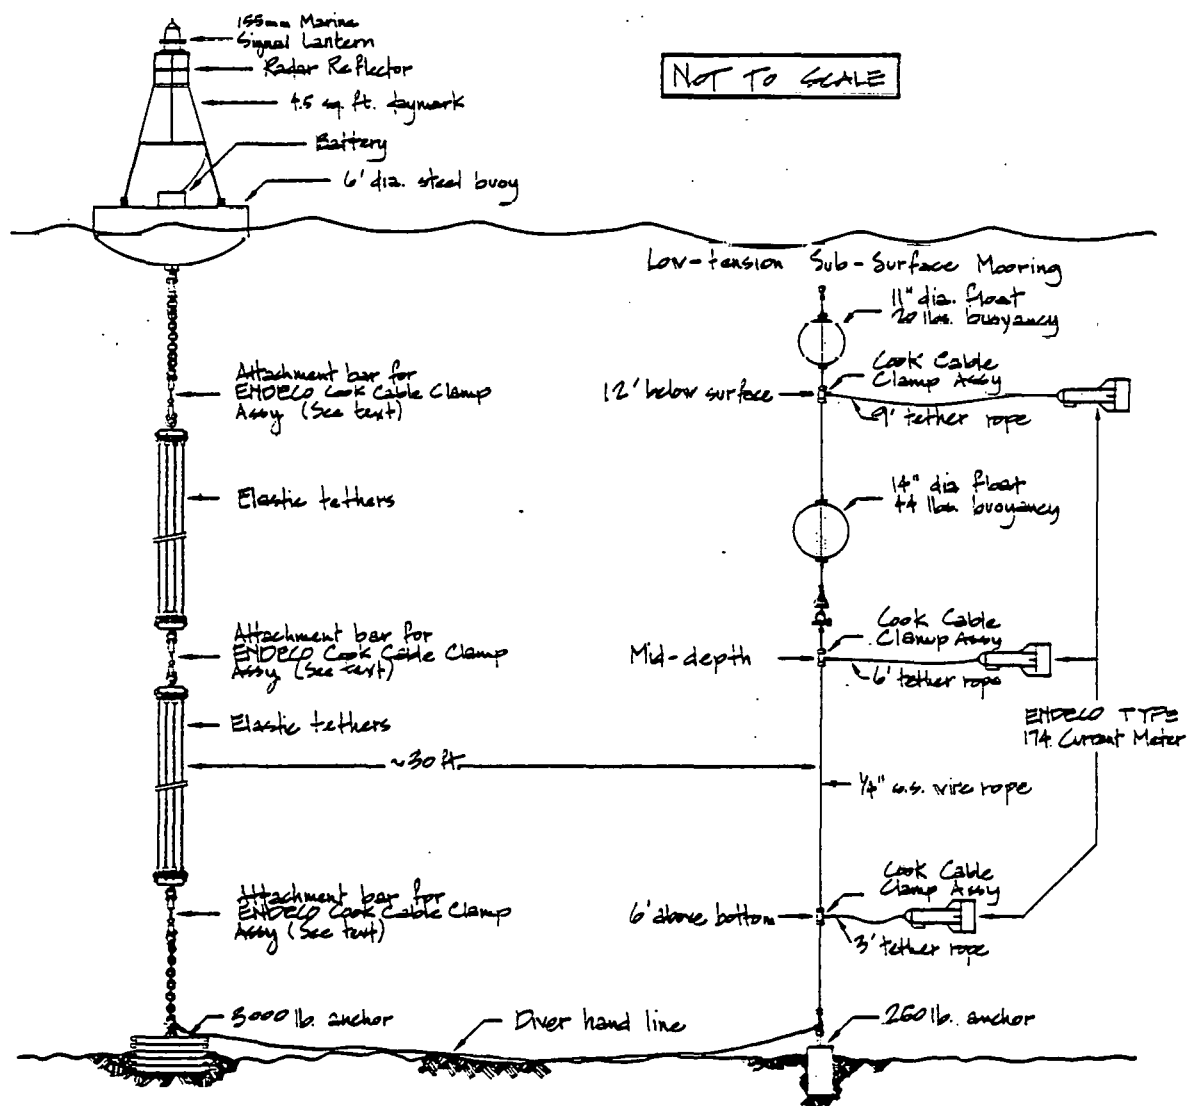 155mm Marine
Signal Lantern
Radar Reflector
4.5 sq. ft. daymark
Battery
6' dia. steel buoy
NOT TO SCALE
Low-tension Sub-Surface Mooring
11" dia. float
20 lbs. buoyancy
Cook Cable
Clamp Assy
12' below surface
9' tether rope
Attachment bar for
ENDECO Cook Cable Clamp
Assy (See text)
Elastic tethers
14" dia float
44 lbs. buoyancy
Attachment bar for
ENDECO Cook Cable Clamp
Assy (See text)
Cook Cable
Clamp Assy
Mid-depth
6' tether rope
Elastic tethers
ENDECO TYPE
174 Current Meter
~30 ft.
1/4" s.s. wire rope
Attachment bar for
ENDECO Cook Cable Clamp
Assy (See text)
Cook Cable
Clamp Assy
6' above bottom
3' tether rope
lb. anchor
Diver hand line
lb. anchor